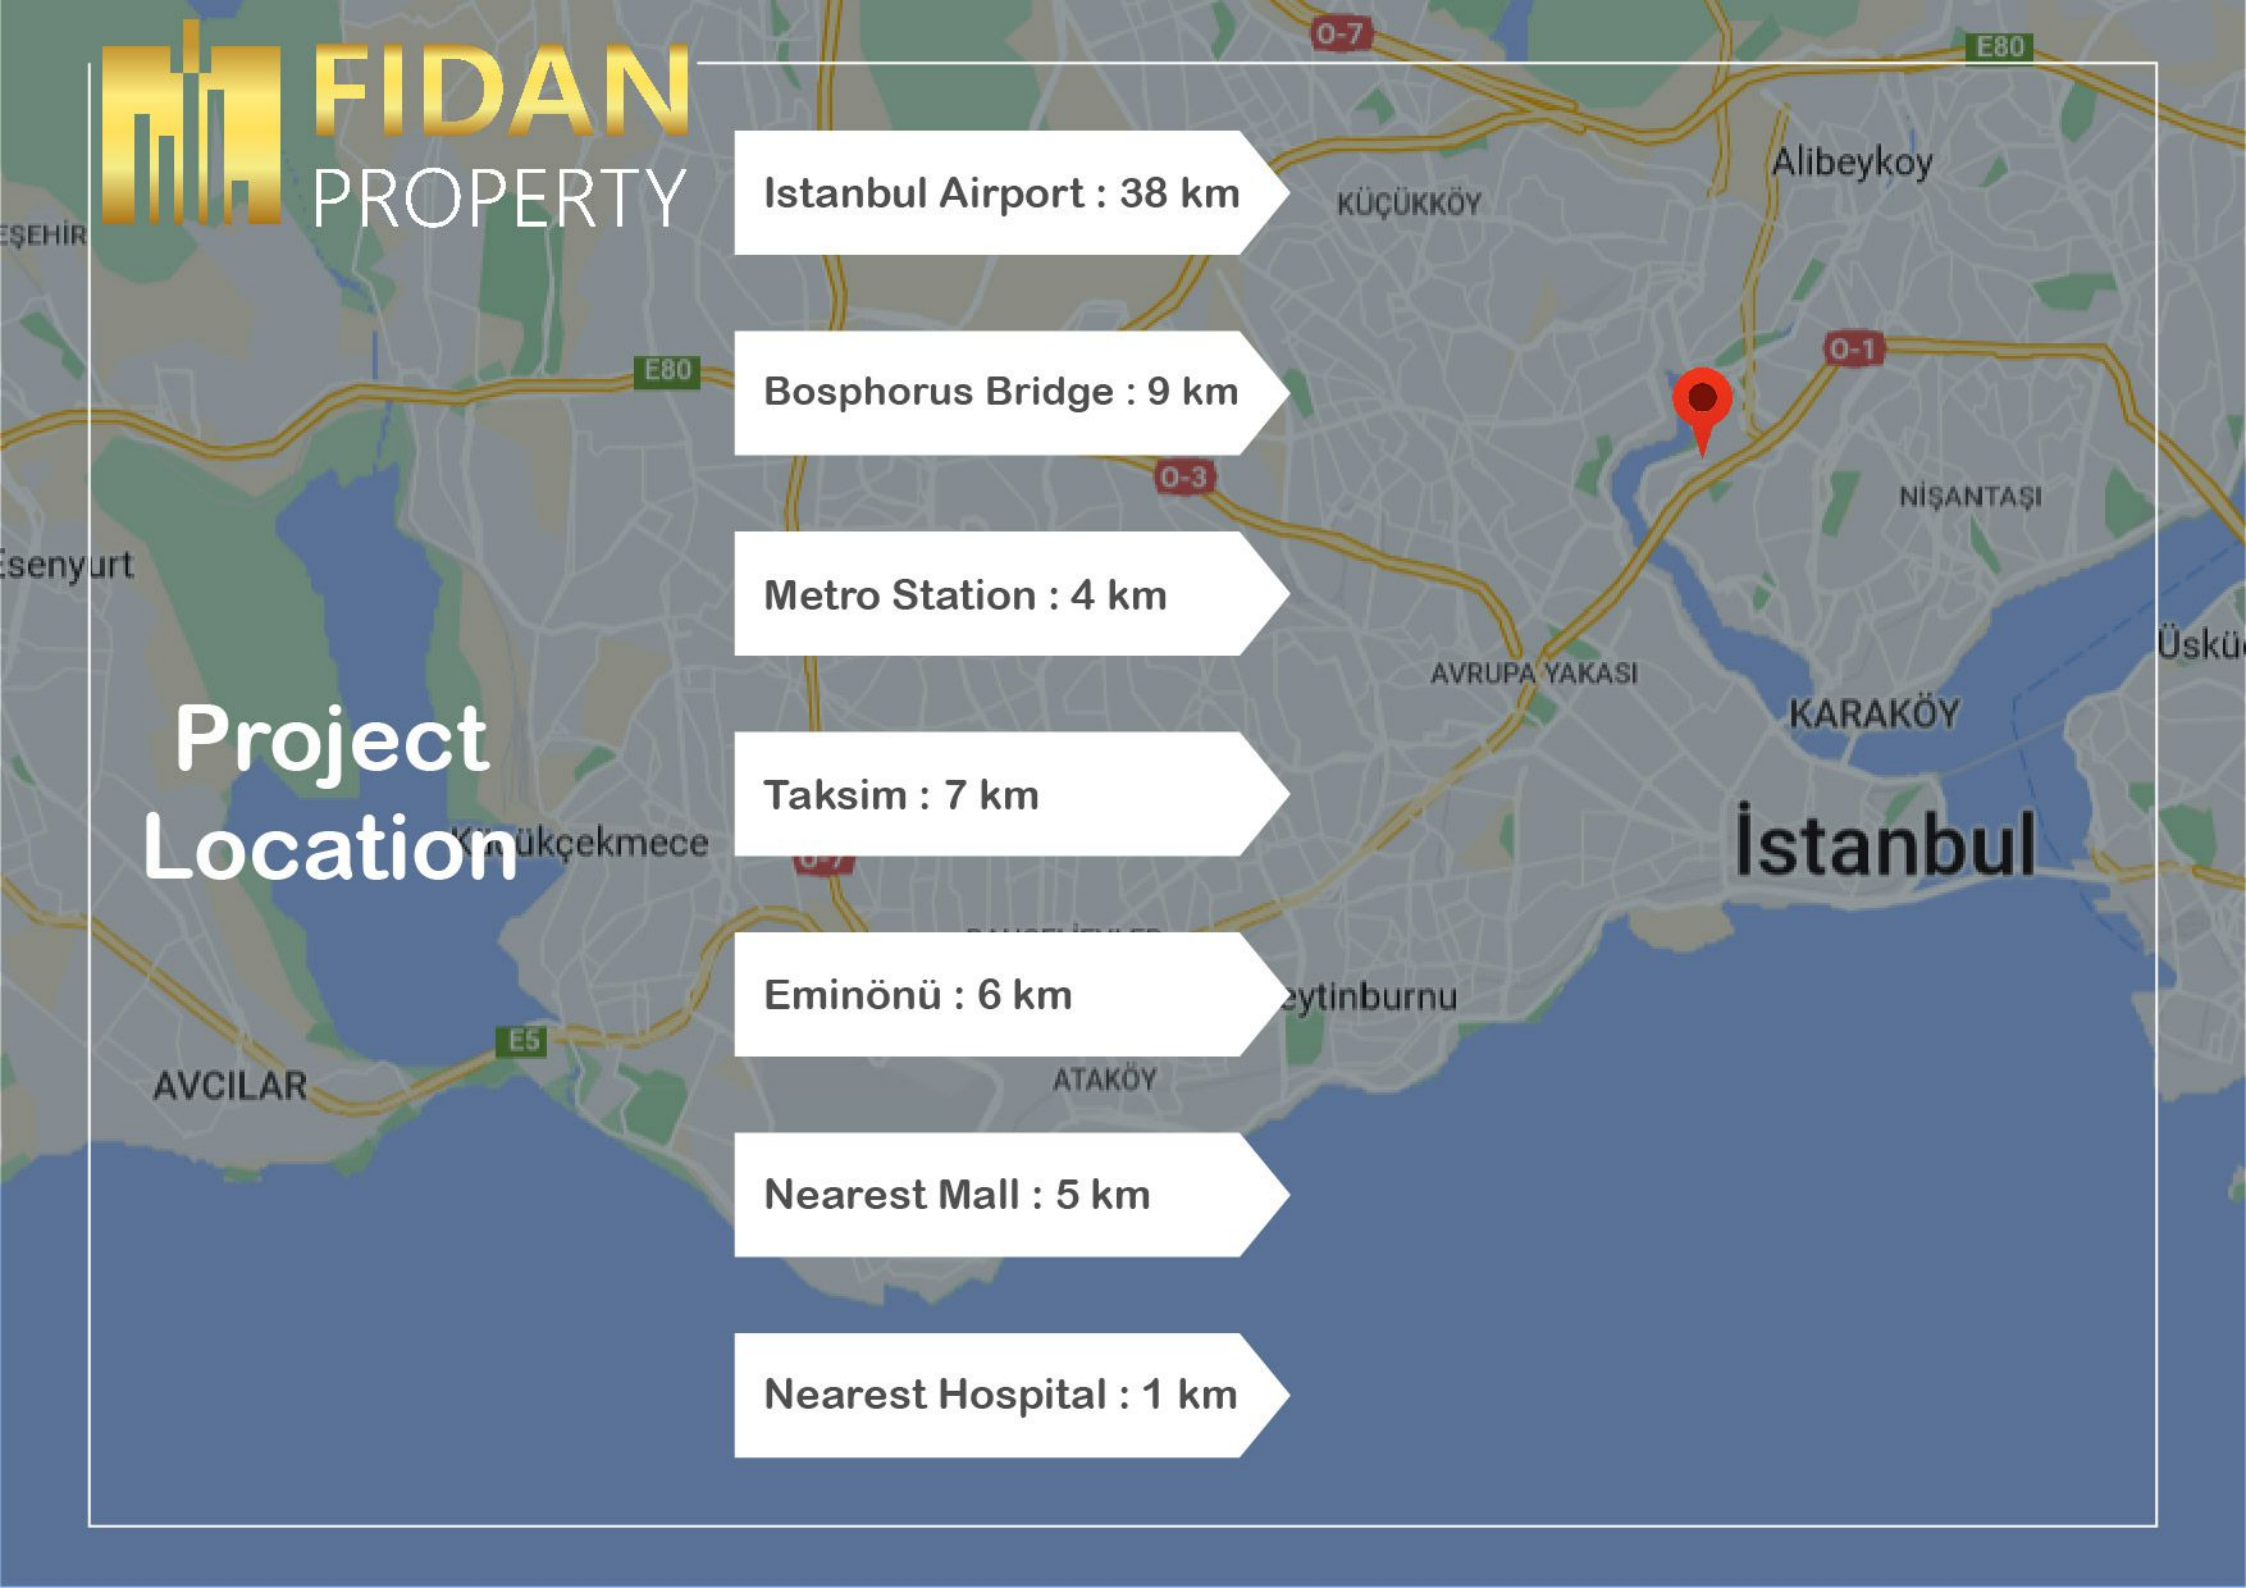 FIDAN
PROPERTY
O-7
E80
Alibeykoy
Istanbul Airport : 38 km
KÜÇÜKKÖY
O-1
E80
Bosphorus Bridge : 9 km
O-3
NİŞANTAŞI
Metro Station : 4 km
AVRUPA YAKASI
KARAKÖY
Project
Location
Taksim : 7 km
İstanbul
Eminönü : 6 km
E5
AVCILAR
ATAKÖY
Nearest Mall : 5 km
Nearest Hospital : 1 km